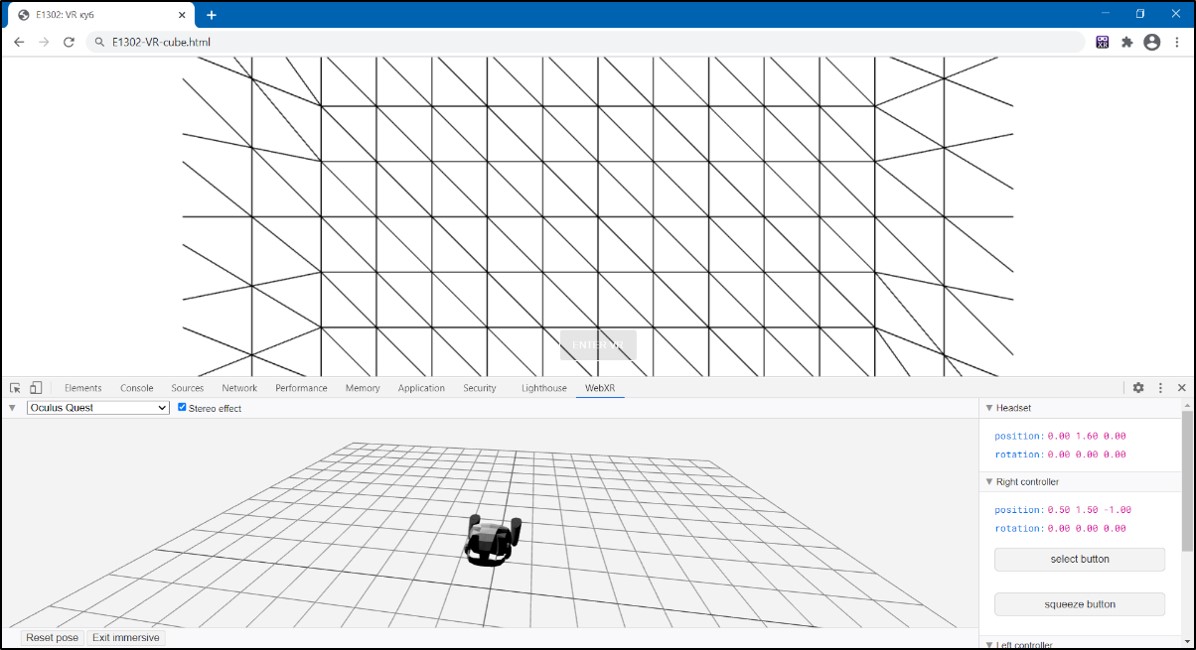 E1302: VR куб
E1302-VR-cube.html
ENTER VR
Elements Console Sources Network Performance Memory Application Security Lighthouse WebXR
Oculus Quest Stereo effect
Headset
position: 0.00 1.60 0.00
rotation: 0.00 0.00 0.00
Right controller
position: 0.50 1.50 -1.00
rotation: 0.00 0.00 0.00
select button
squeeze button
Left controller
Reset pose Exit immersive